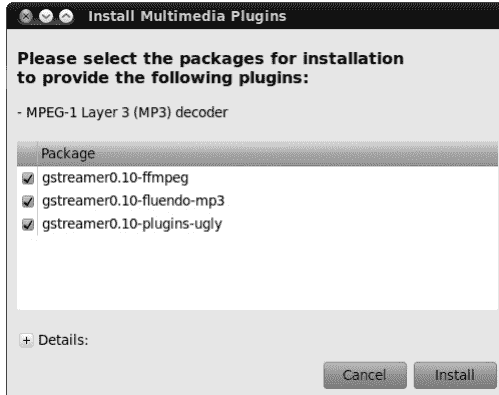 Install Multimedia Plugins
Please select the packages for installation
to provide the following plugins:
- MPEG-1 Layer 3 (MP3) decoder
Package
gstreamer0.10-ffmpeg
gstreamer0.10-fluendo-mp3
gstreamer0.10-plugins-ugly
+ Details:
Cancel Install